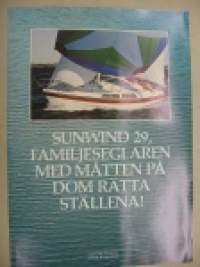 SUNWIND 29,
FAMILJESEGLAREN
MED MÅTTEN PÅ
DOM RÄTTA
STÄLLENA!